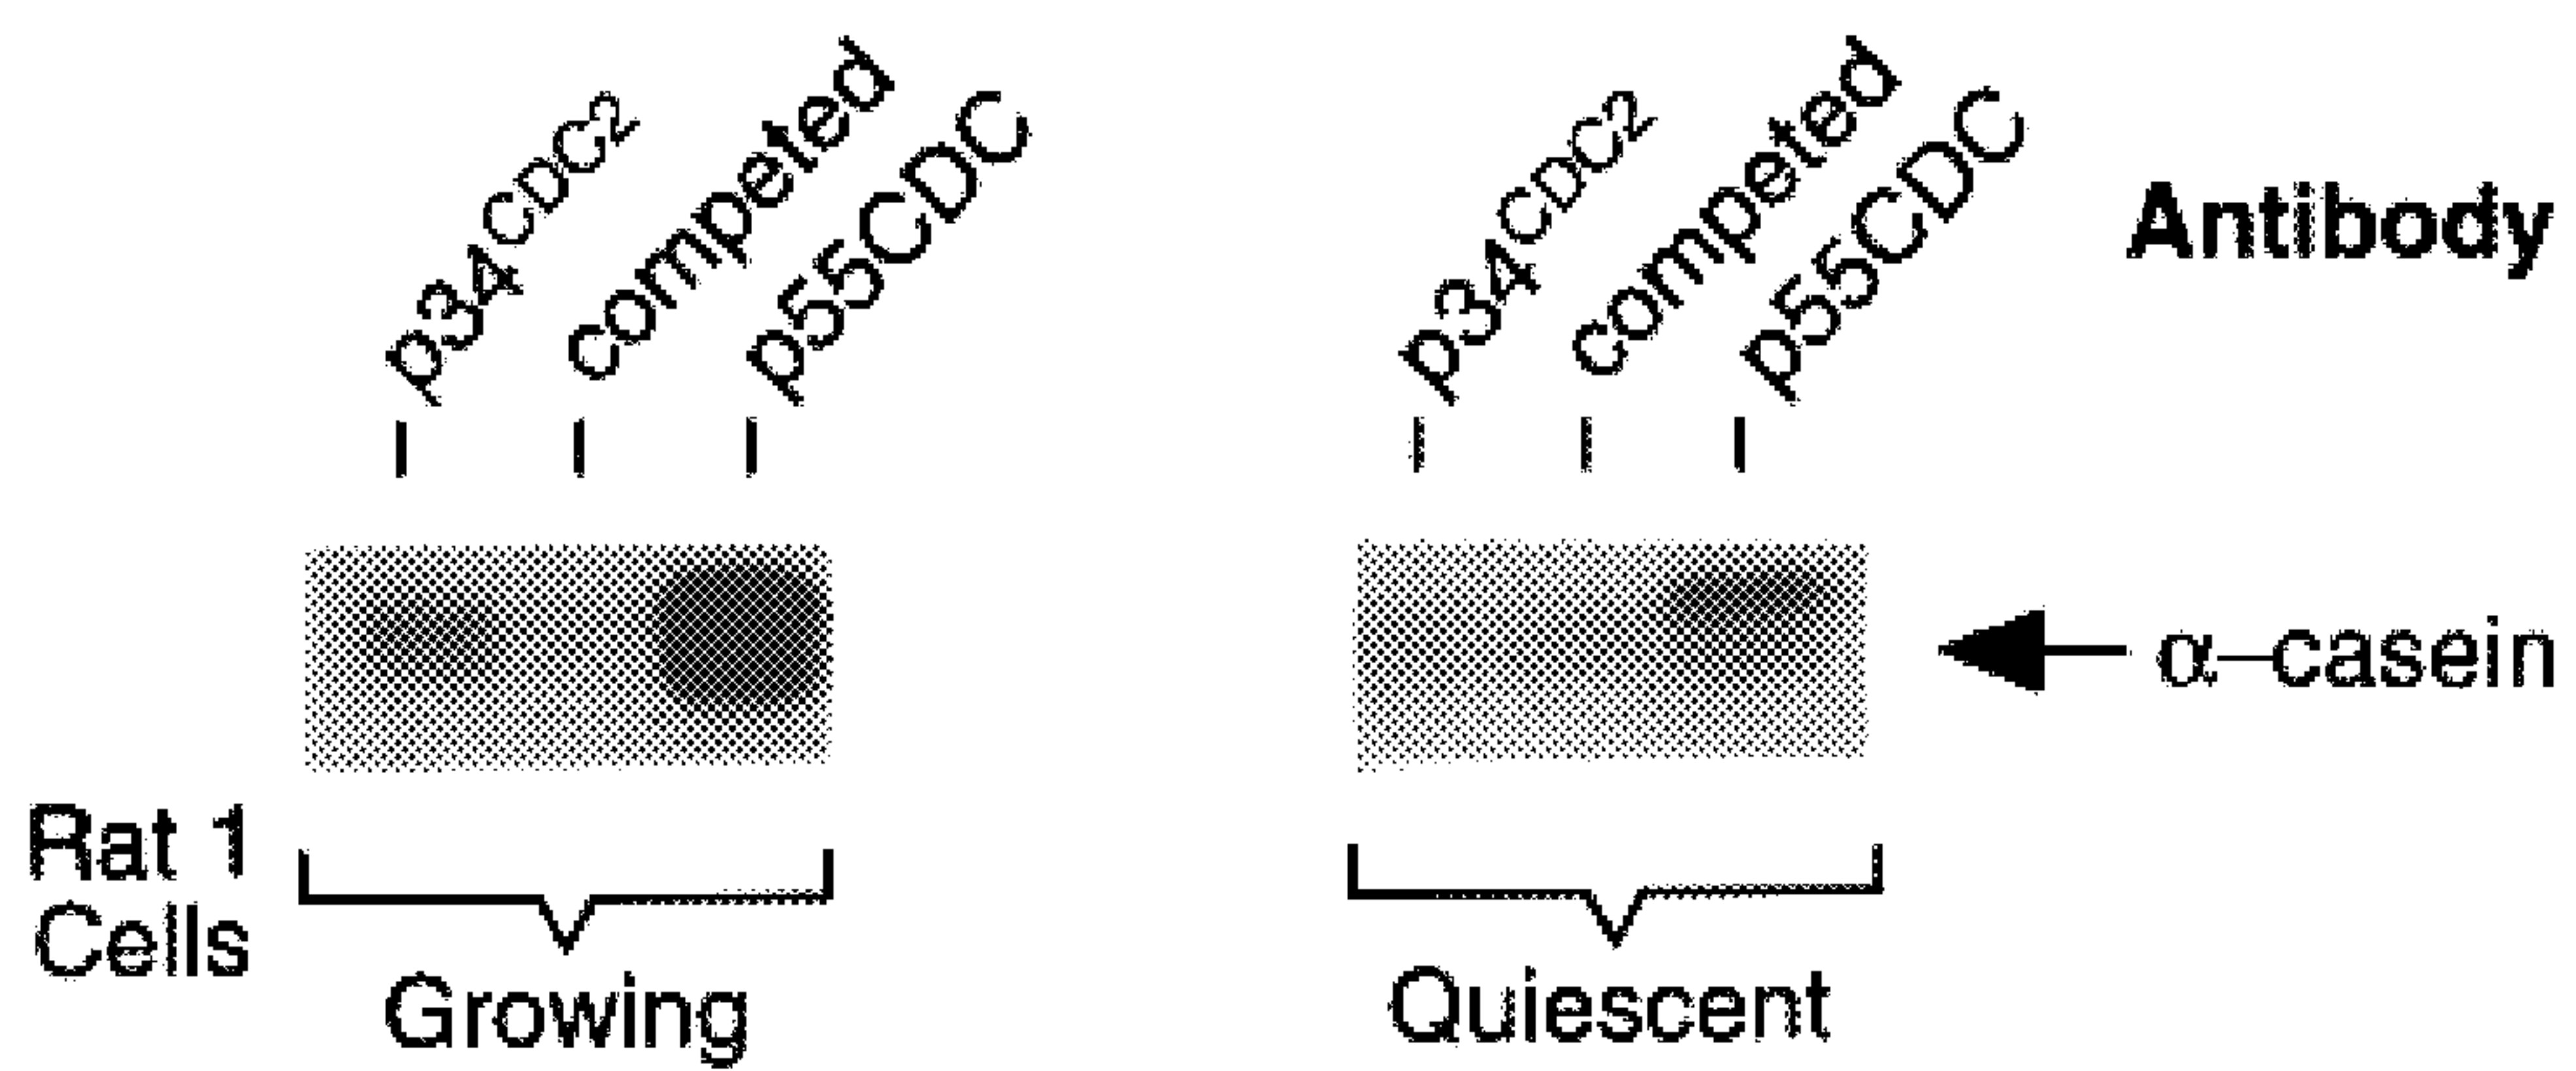 p34CDC2 competed p55CDC p34CDC2 competed p55CDC Antibody
α–casein
Rat 1
Cells
Growing Quiescent